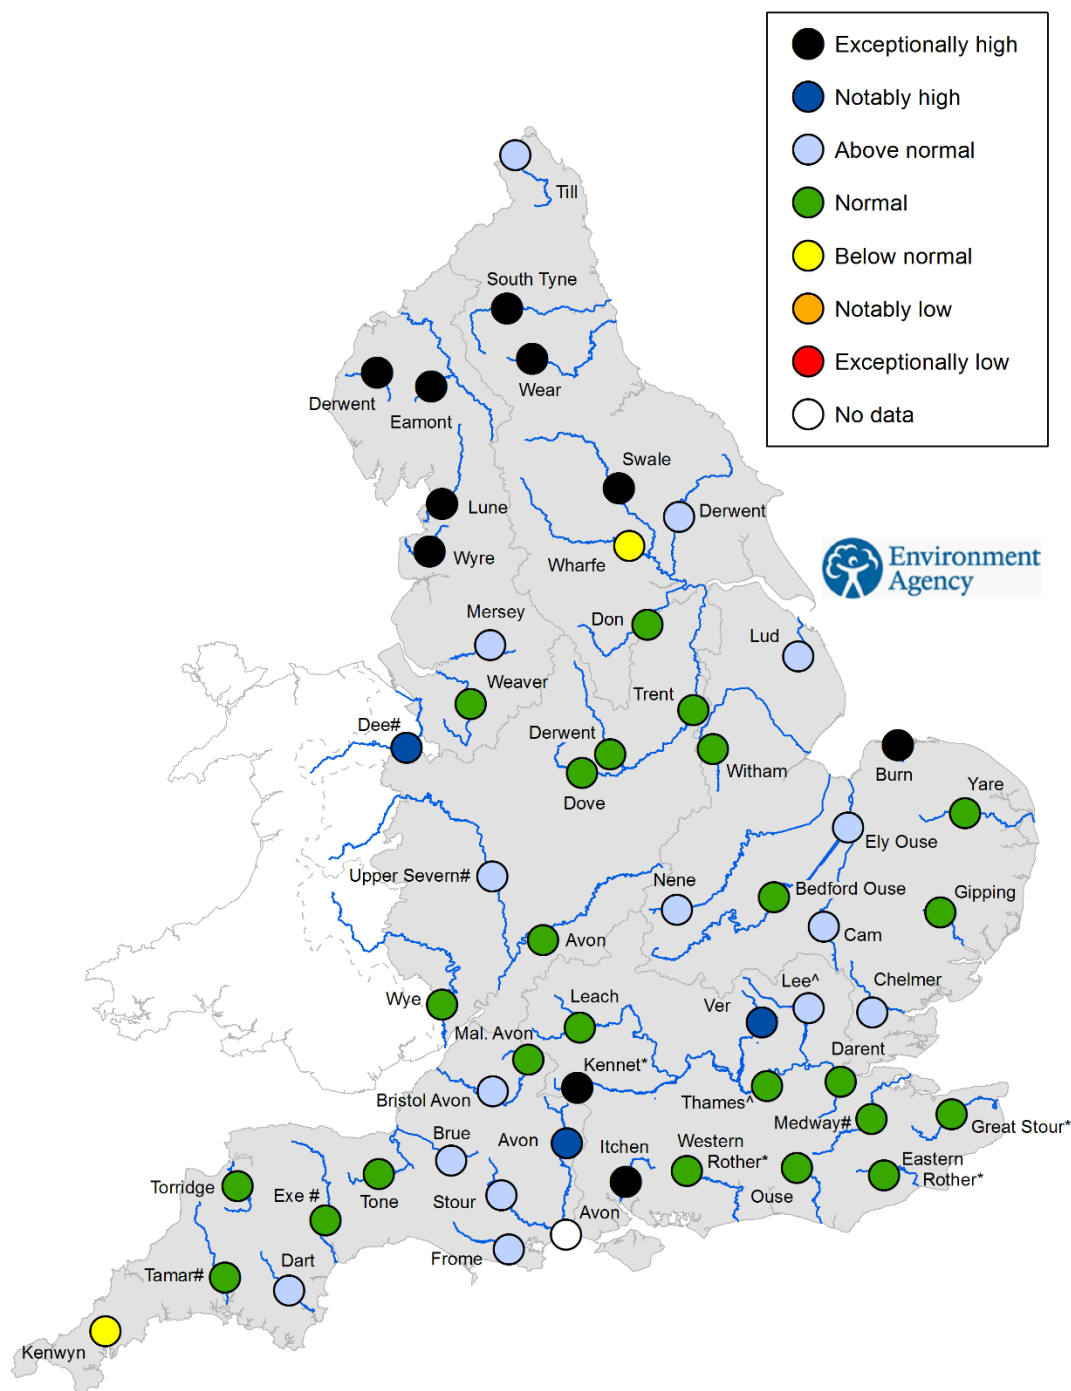 Exceptionally high
Notably high
Above normal
Normal
Below normal
Notably low
Exceptionally low
No data
Till
South Tyne
Wear
Derwent
Eamont
Swale
Lune
Derwent
Wyre
Wharfe
Environment
Agency
Mersey
Don
Lud
Weaver
Trent
Dee#
Derwent
Witham
Burn
Dove
Yare
Ely Ouse
Upper Severn#
Nene
Bedford Ouse
Gipping
Avon
Cam
Wye
Leach
Ver
Lee^
Chelmer
Mal. Avon
Kennet*
Darent
Bristol Avon
Thames^
Medway#
Great Stour*
Brue
Avon
Itchen
Western
Rother*
Eastern
Rother*
Torridge
Exe #
Tone
Stour
Ouse
Avon
Frome
Dart
Tamar#
Kenwyn